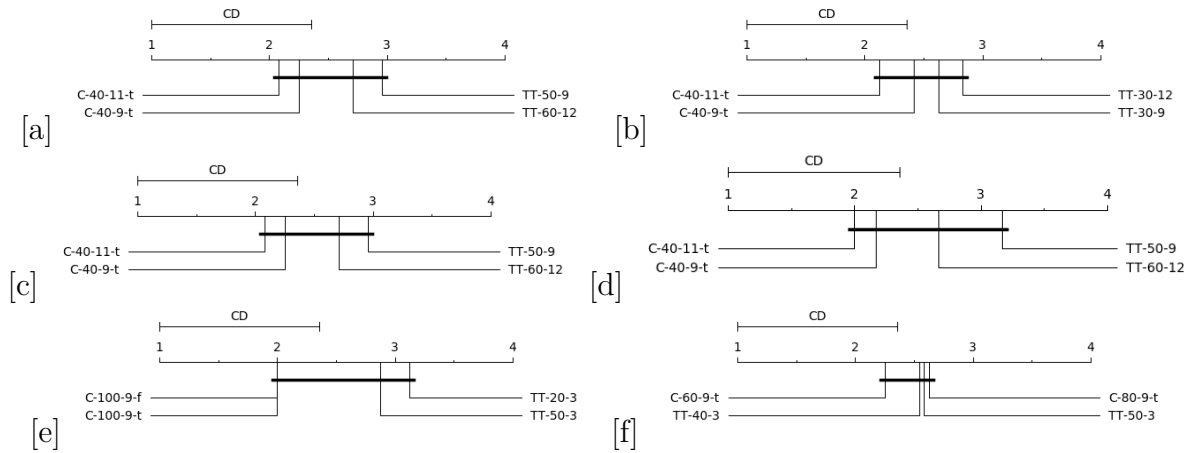 CD
1 2 3 4
C-40-11-t TT-50-9
C-40-9-t TT-60-12
[a]
CD
1 2 3 4
C-40-11-t TT-30-12
C-40-9-t TT-30-9
[b]
CD
1 2 3 4
C-40-11-t TT-50-9
C-40-9-t TT-60-12
[c]
CD
1 2 3 4
C-40-11-t TT-50-9
C-40-9-t TT-60-12
[d]
CD
1 2 3 4
C-100-9-f TT-20-3
C-100-9-t TT-50-3
[e]
CD
1 2 3 4
C-60-9-t C-80-9-t
TT-40-3 TT-50-3
[f]